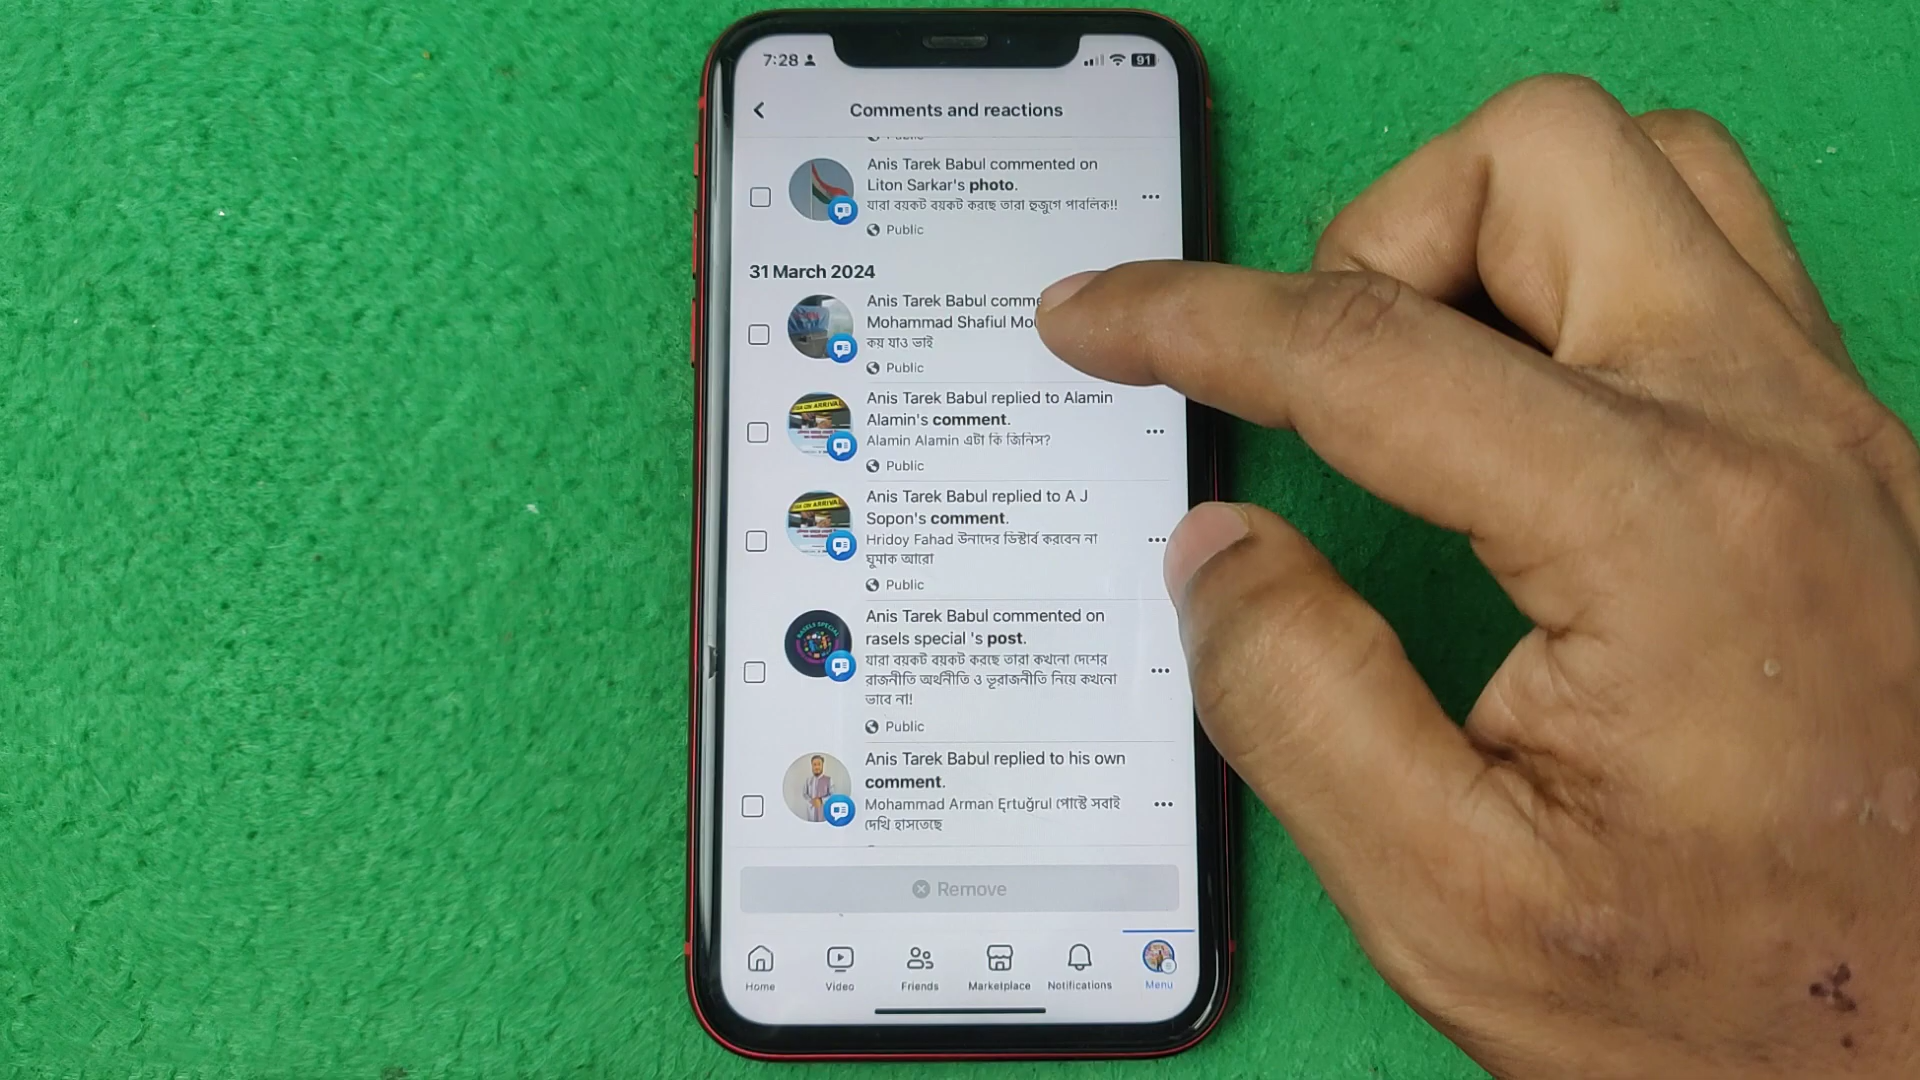 7:28
91
Comments and reactions
Anis Tarek Babul commented on
Liton Sarkar's photo.
যারা বয়কট বয়কট করছে তারা হুজুগে পাবলিক!!
Public
31 March 2024
Anis Tarek Babul comme
Mohammad Shafiul Mo
কয় যাও ভাই
Public
Anis Tarek Babul replied to Alamin
Alamin's comment.
Alamin Alamin এটা কি জিনিস?
Public
Anis Tarek Babul replied to A J
Sopon's comment.
Hridoy Fahad উনাদের ডিস্টার্ব করবেন না
ঘুমাক আরো
Public
Anis Tarek Babul commented on
rasels special 's post.
যারা বয়কট বয়কট করছে তারা কখনো দেশের
রাজনীতি অর্থনীতি ও ভূরাজনীতি নিয়ে কখনো
ভাবে না!
Public
Anis Tarek Babul replied to his own
comment.
Mohammad Arman Ęrtuğrul পোস্টে সবাই
দেখি হাসতেছে
Remove
Home
Video
Friends
Marketplace
Notifications
Menu